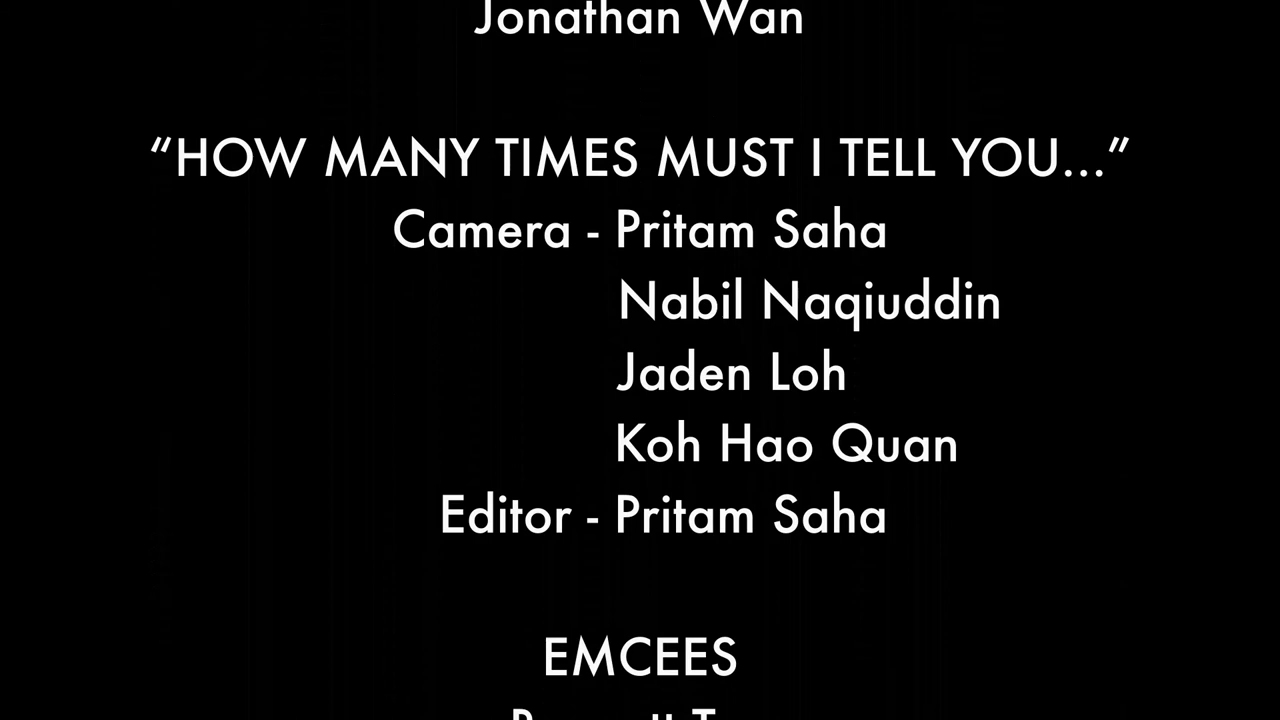 Jonathan Wan
“HOW MANY TIMES MUST I TELL YOU...”
Camera - Pritam Saha
Nabil Naqiuddin
Jaden Loh
Koh Hao Quan
Editor - Pritam Saha
EMCEES